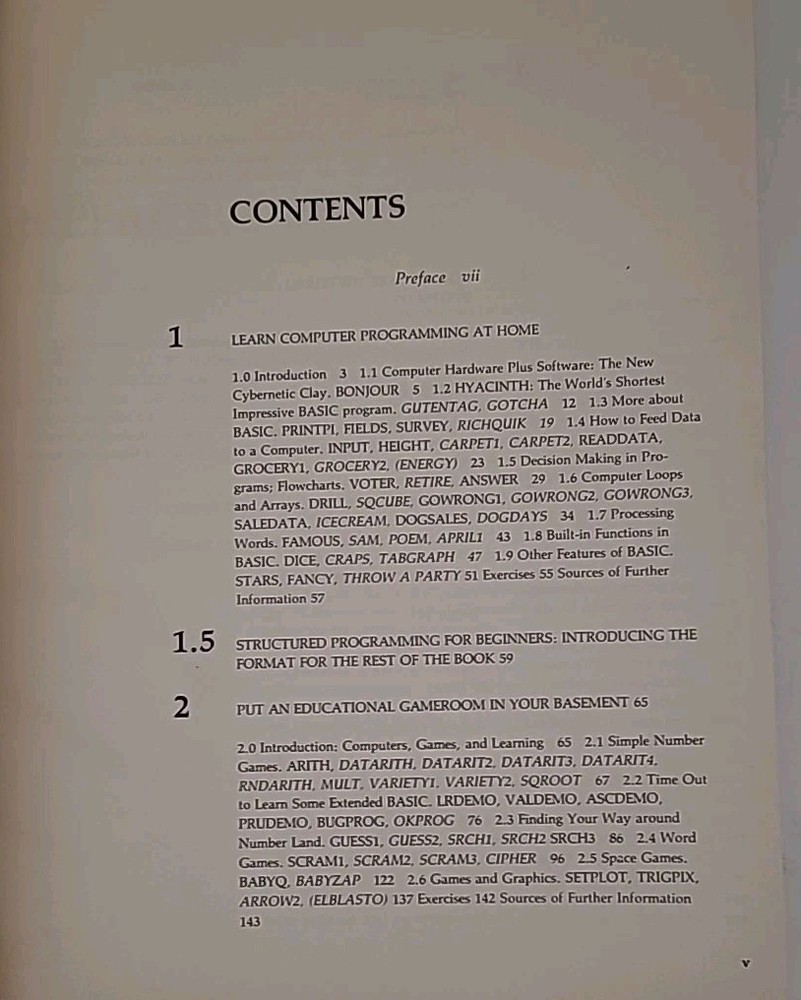 CONTENTS
Preface vii
1 LEARN COMPUTER PROGRAMMING AT HOME
1.0 Introduction 3 1.1 Computer Hardware Plus Software: The New
Cybernetic Clay. BONJOUR 5 1.2 HYACINTH: The World's Shortest
Impressive BASIC program. GUTENTAG, GOTCHA 12 1.3 More about
BASIC. PRINTPI, FIELDS, SURVEY, RICHQUIK 19 1.4 How to Feed Data
to a Computer. INPUT, HEIGHT, CARPET1, CARPET2, READDATA,
GROCERY1, GROCERY2, (ENERGY) 23 1.5 Decision Making in Pro-
grams; Flowcharts. VOTER, RETIRE, ANSWER 29 1.6 Computer Loops
and Arrays. DRILL, SQCUBE, GOWRONG1, GOWRONG2, GOWRONG3,
SALEDATA, ICECREAM, DOGSALES, DOGDAYS 34 1.7 Processing
Words. FAMOUS, SAM, POEM, APRIL1 43 1.8 Built-in Functions in
BASIC. DICE, CRAPS, TABGRAPH 47 1.9 Other Features of BASIC.
STARS, FANCY, THROW A PARTY 51 Exercises 55 Sources of Further
Information 57
1.5 STRUCTURED PROGRAMMING FOR BEGINNERS: INTRODUCING THE
FORMAT FOR THE REST OF THE BOOK 59
2 PUT AN EDUCATIONAL GAMEROOM IN YOUR BASEMENT 65
2.0 Introduction: Computers, Games, and Learning 65 2.1 Simple Number
Games. ARITH, DATARITH, DATARIT2, DATARIT3, DATARIT4,
RNDARITH, MULT, VARIETY1, VARIETY2, SQROOT 67 2.2 Time Out
to Learn Some Extended BASIC. LRDEMO, VALDEMO, ASCDEMO,
PRUDEMO, BUGPROG, OKPROG 76 2.3 Finding Your Way around
Number Land. GUESS1, GUESS2, SRCH1, SRCH2 SRCH3 86 2.4 Word
Games. SCRAM1, SCRAM2, SCRAM3, CIPHER 96 2.5 Space Games.
BABYQ, BABYZAP 122 2.6 Games and Graphics. SETPLOT, TRIGPIX,
ARROW2, (ELBLASTO) 137 Exercises 142 Sources of Further Information
143
v